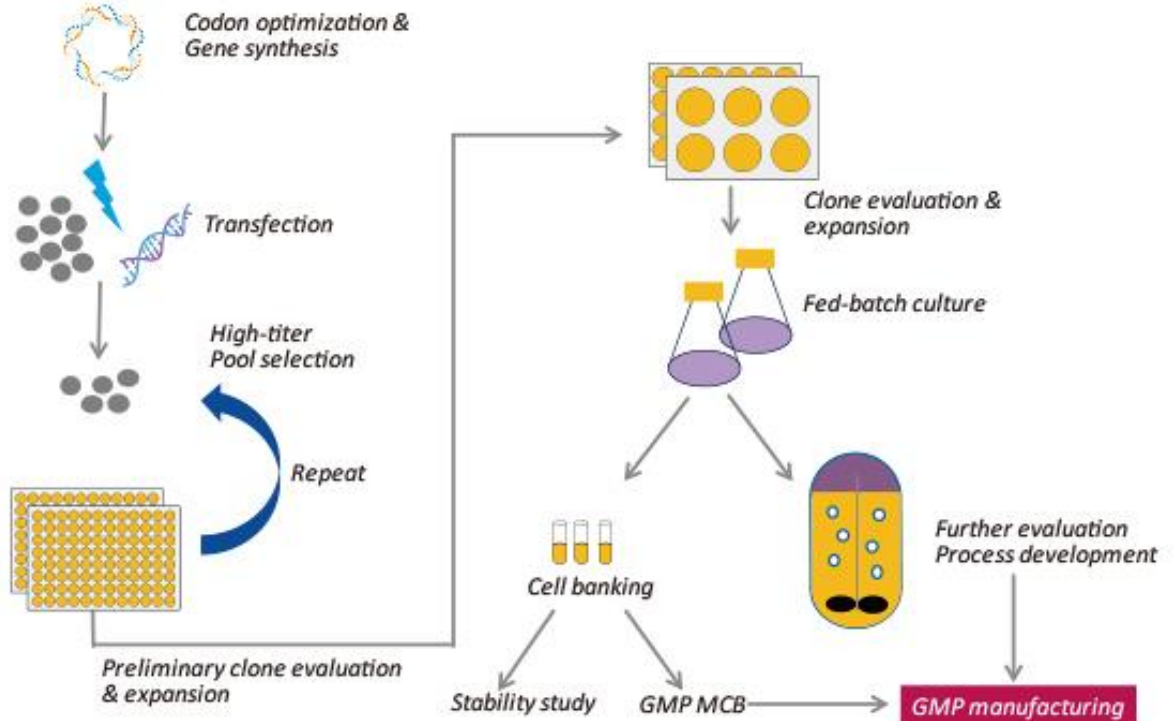 Codon optimization &
Gene synthesis
Transfection
High-titer
Pool selection
Repeat
Preliminary clone evaluation
& expansion
Clone evaluation &
expansion
Fed-batch culture
Cell banking
Stability study
GMP MCB
Further evaluation
Process development
GMP manufacturing